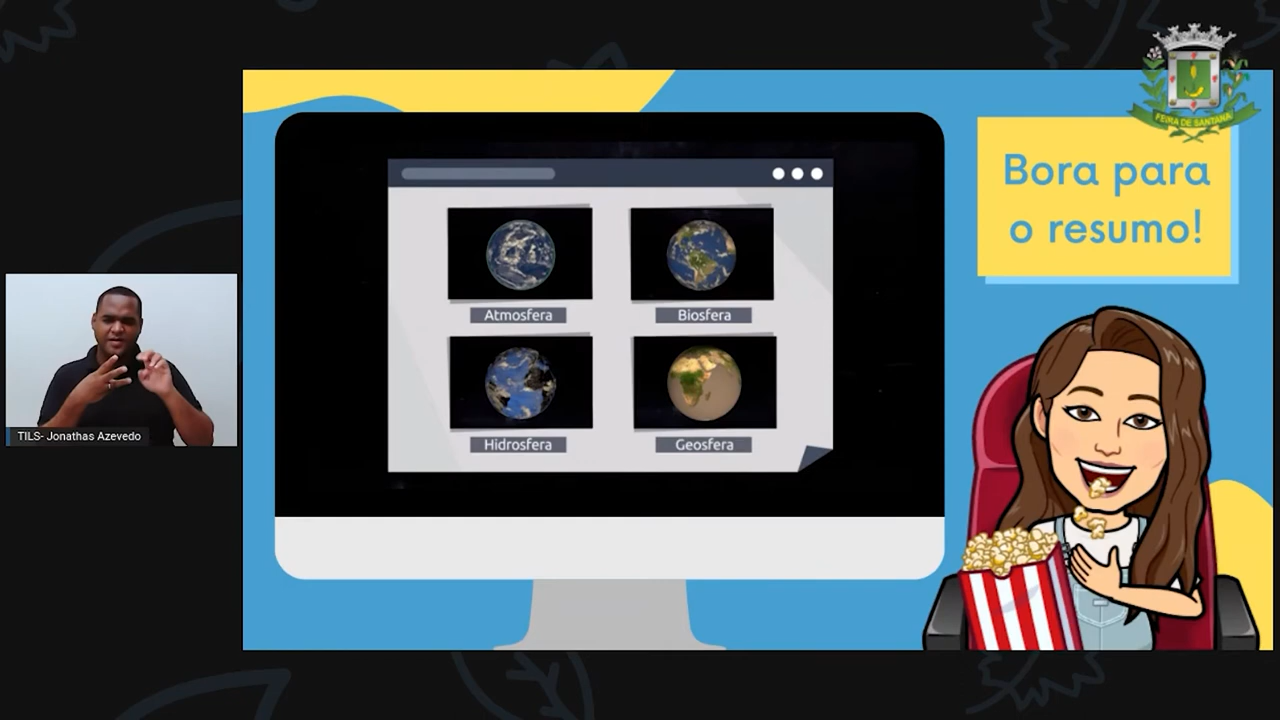 FEIRA DE SANTANA
Bora para
o resumo!
Atmosfera
Biosfera
Hidrosfera
Geosfera
TILS- Jonathas Azevedo